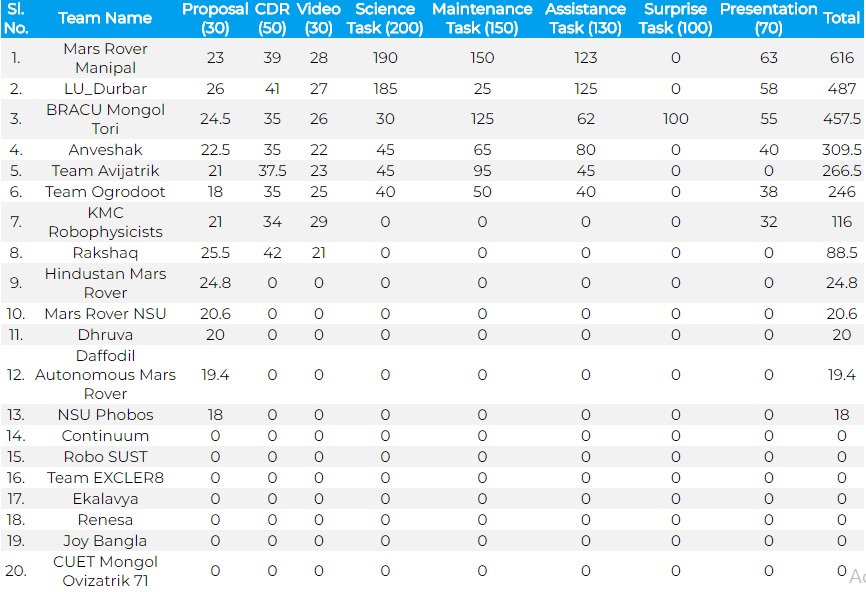 Sl. No. Team Name Proposal (30) CDR (50) Video (30) Science Task (200) Maintenance Task (150) Assistance Task (130) Surprise Task (100) Presentation (70) Total
1. Mars Rover Manipal 23 39 28 190 150 123 0 63 616
2. LU_Durbar 26 41 27 185 25 125 0 58 487
3. BRACU Mongol Tori 24.5 35 26 30 125 62 100 55 457.5
4. Anveshak 22.5 35 22 45 65 80 0 40 309.5
5. Team Avijatrik 21 37.5 23 45 95 45 0 0 266.5
6. Team Ogrodoot 18 35 25 40 50 40 0 38 246
7. KMC Robophysicists 21 34 29 0 0 0 0 32 116
8. Rakshaq 25.5 42 21 0 0 0 0 0 88.5
9. Hindustan Mars Rover 24.8 0 0 0 0 0 0 0 24.8
10. Mars Rover NSU 20.6 0 0 0 0 0 0 0 20.6
11. Dhruva 20 0 0 0 0 0 0 0 20
12. Daffodil Autonomous Mars Rover 19.4 0 0 0 0 0 0 0 19.4
13. NSU Phobos 18 0 0 0 0 0 0 0 18
14. Continuum 0 0 0 0 0 0 0 0 0
15. Robo SUST 0 0 0 0 0 0 0 0 0
16. Team EXCLER8 0 0 0 0 0 0 0 0 0
17. Ekalavya 0 0 0 0 0 0 0 0 0
18. Renesa 0 0 0 0 0 0 0 0 0
19. Joy Bangla 0 0 0 0 0 0 0 0 0
20. CUET Mongol Ovizatrik 71 0 0 0 0 0 0 0 0 0